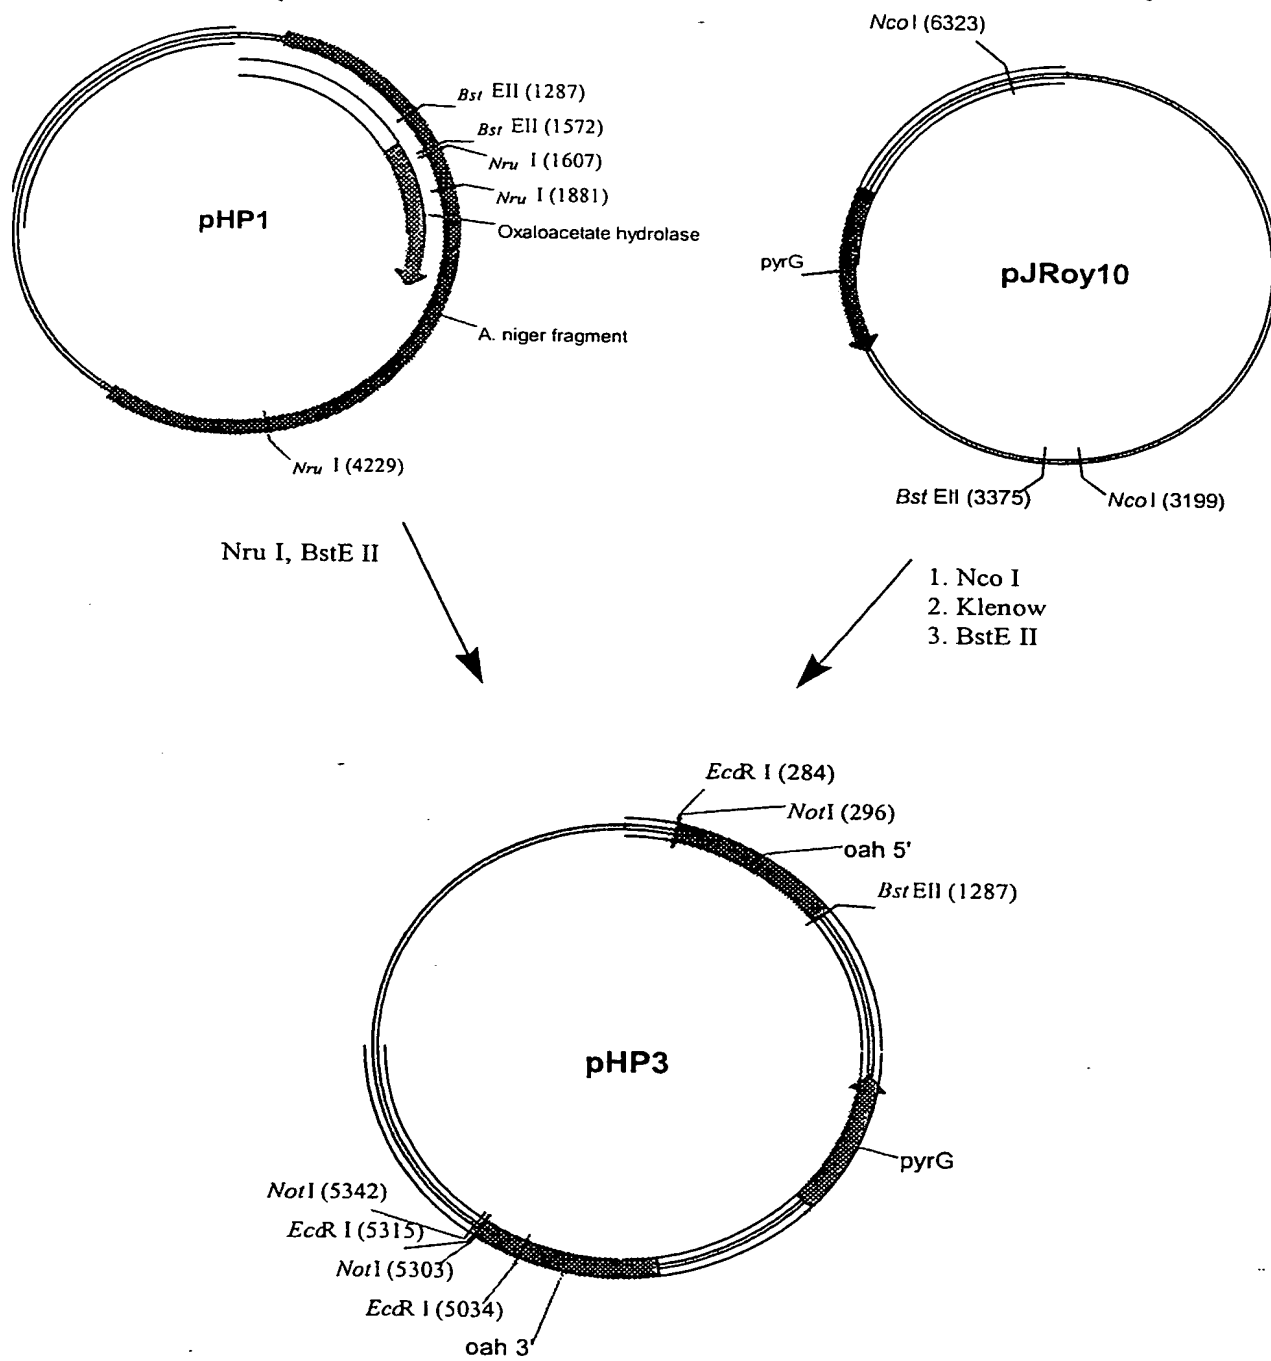 Bst EII (1287)
Bst EII (1572)
Nru I (1607)
Nru I (1881)
pHP1
Oxaloacetate hydrolase
A. niger fragment
Nru I (4229)
Nco I (6323)
pyrG
pJRoy10
Bst EII (3375)
Nco I (3199)
Nru I, BstE II
1. Nco I
2. Klenow
3. BstE II
EcoR I (284)
NotI (296)
oah 5'
BstEII (1287)
pHP3
pyrG
NotI (5342)
EcoR I (5315)
NotI (5303)
EcoR I (5034)
oah 3'